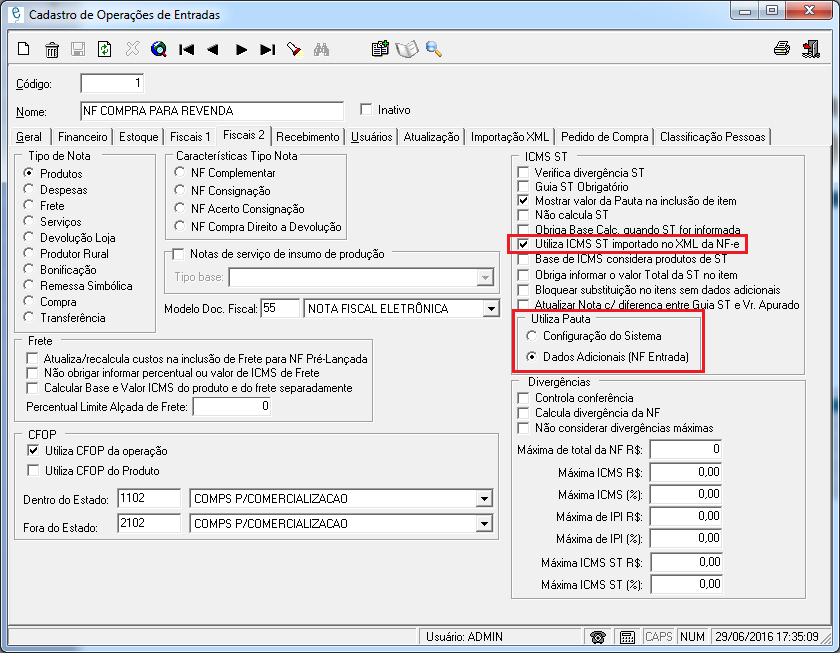 Cadastro de Operações de Entradas
Código: 1
Nome: NF COMPRA PARA REVENDA Inativo
Geral Financeiro Estoque Fiscais 1 Fiscais 2 Recebimento Usuários Atualização Importação XML Pedido de Compra Classificação Pessoas
Tipo de Nota
Produtos
Despesas
Frete
Serviços
Devolução Loja
Produtor Rural
Bonificação
Remessa Simbólica
Compra
Transferência
Características Tipo Nota
NF Complementar
NF Consignação
NF Acerto Consignação
NF Compra Direito a Devolução
Notas de serviço de insumo de produção
Tipo base:
Modelo Doc. Fiscal: 55 NOTA FISCAL ELETRÔNICA
Frete
Atualiza/recalcula custos na inclusão de Frete para NF Pré-Lançada
Não obrigar informar percentual ou valor de ICMS de Frete
Calcular Base e Valor ICMS do produto e do frete separadamente
Percentual Limite Alçada de Frete: 0
CFOP
Utiliza CFOP da operação
Utiliza CFOP do Produto
Dentro do Estado: 1102 COMPS P/COMERCIALIZACAO
Fora do Estado: 2102 COMPS P/COMERCIALIZACAO
ICMS ST
Verifica divergência ST
Guia ST Obrigatório
Mostrar valor da Pauta na inclusão de item
Não calcula ST
Obriga Base Calc. quando ST for informada
Utiliza ICMS ST importado no XML da NF-e
Base de ICMS considera produtos de ST
Obriga informar o valor Total da ST no item
Bloquear substituição no itens sem dados adicionais
Atualizar Nota c/ diferença entre Guia ST e Vr. Apurado
Utiliza Pauta
Configuração do Sistema
Dados Adicionais (NF Entrada)
Divergências
Controla conferência
Calcula divergência da NF
Não considerar divergências máximas
Máxima de total da NF R$: 0
Máxima ICMS R$: 0,00
Máxima ICMS (%): 0,00
Máxima de IPI R$: 0,00
Máxima de IPI (%): 0,00
Máxima ICMS ST R$: 0,00
Máxima ICMS ST (%): 0,00
Usuário: ADMIN CAPS NUM 29/06/2016 17:35:09